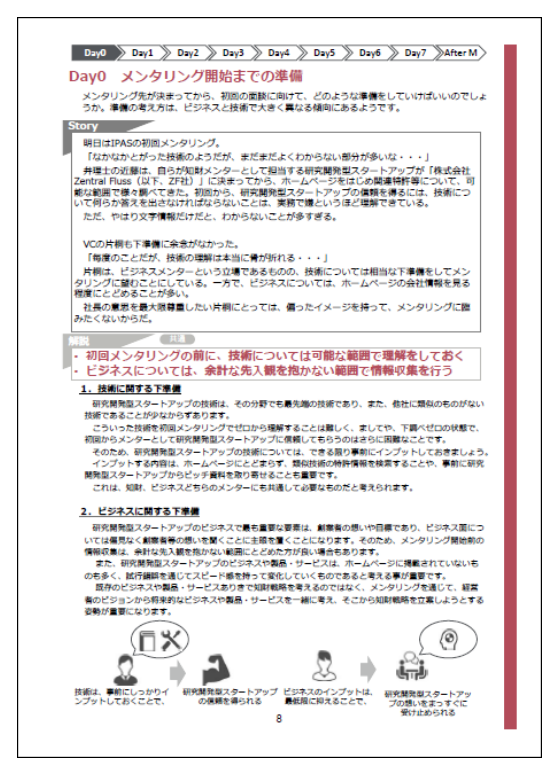 Day0 Day1 Day2 Day3 Day4 Day5 Day6 Day7 After M
Day0　メンタリング開始までの準備
メンタリング先が決まってから、初回の面談に向けて、どのような準備をしていけばいいのでしょ
うか。準備の考え方は、ビジネスと技術で大きく異なる傾向にあるようです。
Story
明日はIPASの初回メンタリング。
「なかなかとがった技術のようだが、まだまだよくわからない部分が多いな・・・」
弁理士の近藤は、自らが知財メンターとして担当する研究開発型スタートアップが「株式会社
Zentral Fluss（以下、ZF社）」に決まってから、ホームページをはじめ関連特許等について、可
能な範囲で様々調べてきた。初回から、研究開発型スタートアップの信頼を得るには、技術につ
いて何らか答えを出さなければならないことは、実務で嫌というほど理解できている。
ただ、やはり文字情報だけだと、わからないことが多すぎる。
VCの片桐も下準備に余念がなかった。
「毎度のことだが、技術の理解は本当に骨が折れる・・・」
片桐は、ビジネスメンターという立場であるものの、技術については相当な下準備をしてメン
タリングに望むことにしている。一方で、ビジネスについては、ホームページの会社情報を見る
程度にとどめることが多い。
社長の意思を最大限尊重したい片桐にとっては、偏ったイメージを持って、メンタリングに臨
みたくないからだ。
解説 共通
・初回メンタリングの前に、技術については可能な範囲で理解をしておく
・ビジネスについては、余計な先入観を抱かない範囲で情報収集を行う
１．技術に関する下準備
研究開発型スタートアップの技術は、その分野でも最先端の技術であり、また、他社に類似のものがない
技術であることが少なからずあります。
こういった技術を初回メンタリングでゼロから理解することは難しく、ましてや、下調べゼロの状態で、
初回からメンターとして研究開発型スタートアップに信頼してもらうのはさらに困難なことです。
そのため、研究開発型スタートアップの技術については、できる限り事前にインプットしておきましょう。
インプットする内容は、ホームページにとどまらず、類似技術の特許情報を検索することや、事前に研究
開発型スタートアップからピッチ資料を取り寄せることも重要です。
これは、知財、ビジネスどちらのメンターにも共通して必要なものだと考えられます。
２．ビジネスに関する下準備
研究開発型スタートアップのビジネスで最も重要な要素は、創業者の想いや目標であり、ビジネス面につ
いては偏見なく創業者等の想いを聞くことに主眼を置くことになります。そのため、メンタリング開始前の
情報収集は、余計な先入観を抱かない範囲にとどめた方が良い場合もあります。
また、研究開発型スタートアップのビジネスや製品・サービスは、ホームページに掲載されていないも
のも多く、試行錯誤を通じてスピード感を持って変化していくものであると考える事が重要です。
既存のビジネスや製品・サービスありきで知財戦略を考えるのではなく、メンタリングを通じて、経営
者のビジョンから将来的なビジネスや製品・サービスを一緒に考え、そこから知財戦略を立案しようとする
姿勢が重要になります。
技術は、事前にしっかりイ
ンプットしておくことで、
研究開発型スタートアップ
の信頼を得られる
ビジネスのインプットは、
最低限に抑えることで、
研究開発型スタートアッ
プの想いをまっすぐに
受け止められる
8